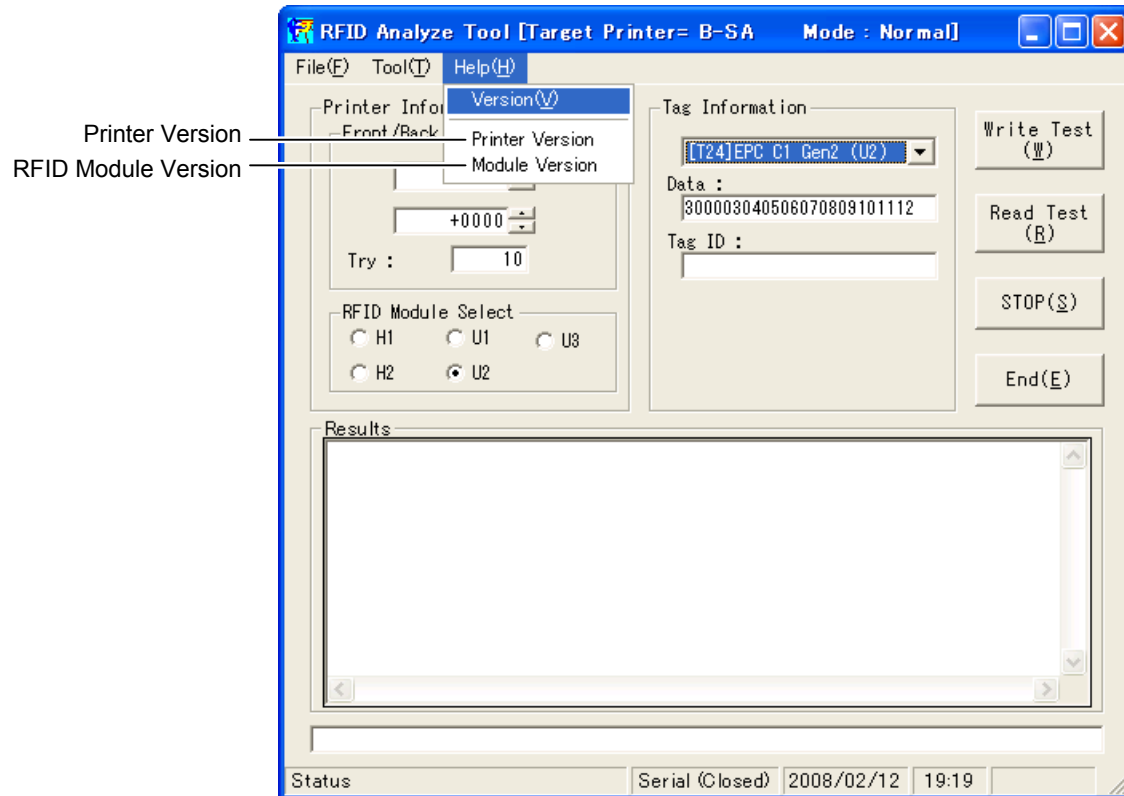 RFID Analyze Tool [Target Printer= B-SA Mode : Normal]
File(F) Tool(T) Help(H)
Version(V)
Printer Version
Module Version
Printer Version
RFID Module Version
Printer Infor
Front/Back
+0000
Try : 10
RFID Module Select
H1 U1 U3
H2 U2
Tag Information
[T24]EPC C1 Gen2 (U2)
Data :
300003040506070809101112
Tag ID :
Write Test
(W)
Read Test
(R)
STOP(S)
End(E)
Results
Status Serial (Closed) 2008/02/12 19:19